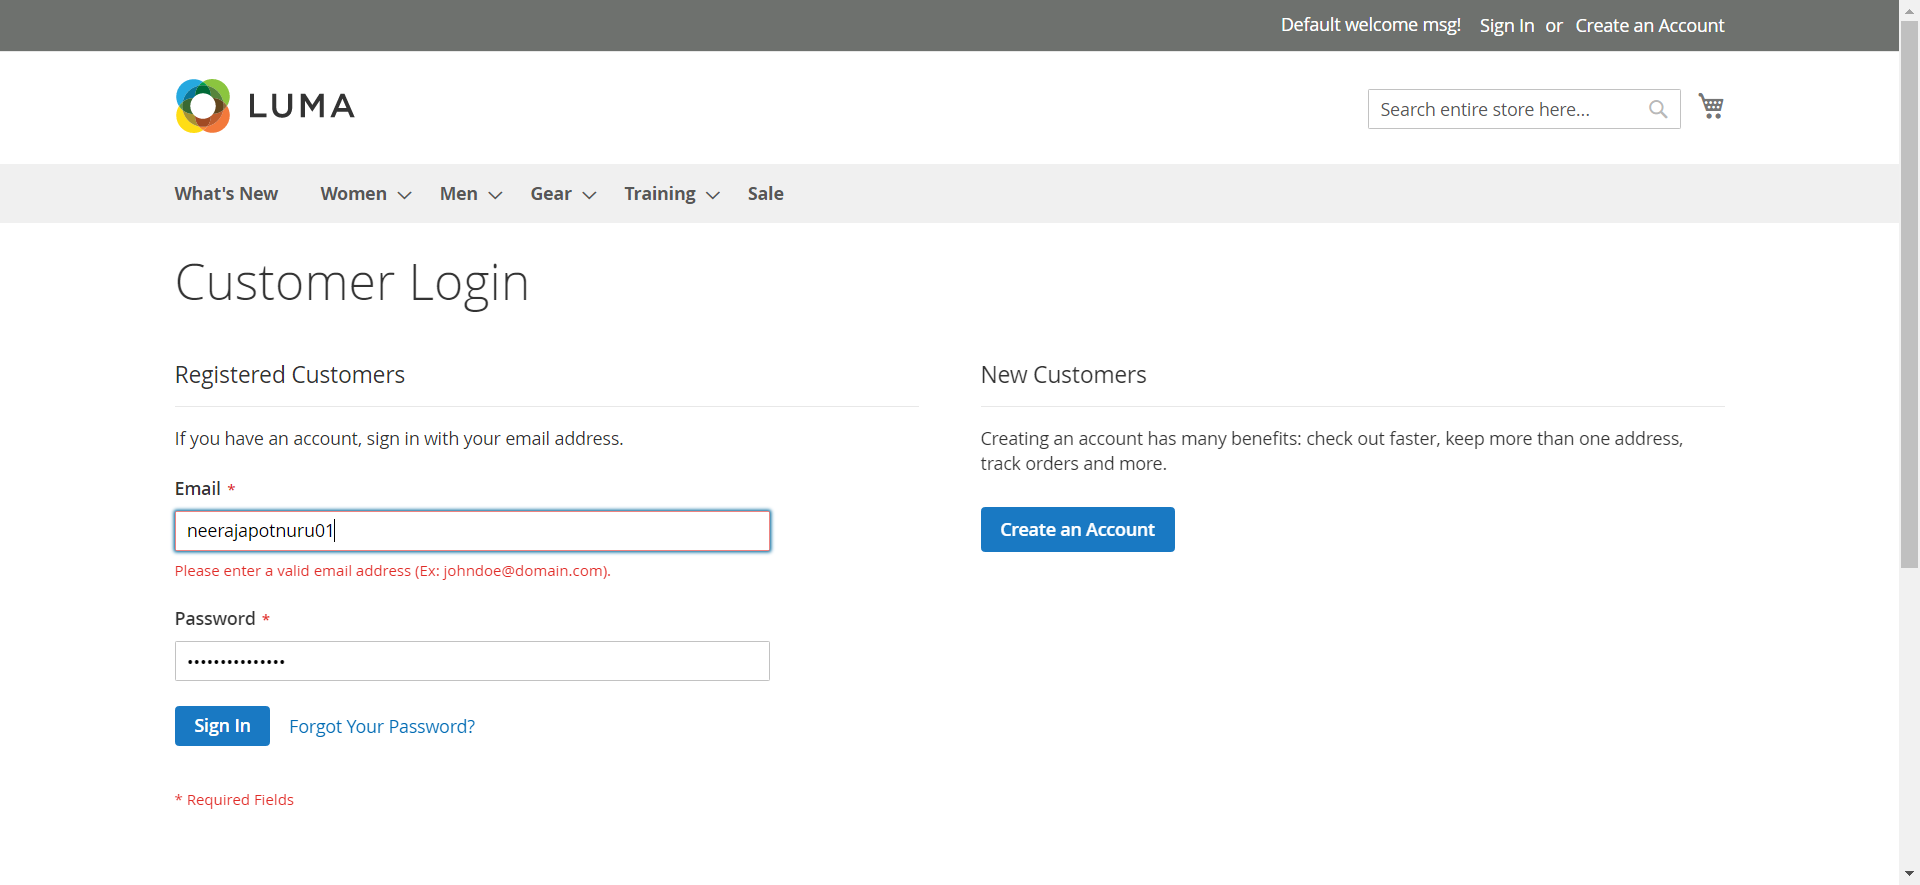 Default welcome msg! Sign In or Create an Account
LUMA
Search entire store here...
What's New Women Men Gear Training Sale
Customer Login
Registered Customers
If you have an account, sign in with your email address.
Email *
neerajapotnuru01
Please enter a valid email address (Ex: johndoe@domain.com).
Password *
•••••••••••••••
Sign In Forgot Your Password?
* Required Fields
New Customers
Creating an account has many benefits: check out faster, keep more than one address,
track orders and more.
Create an Account